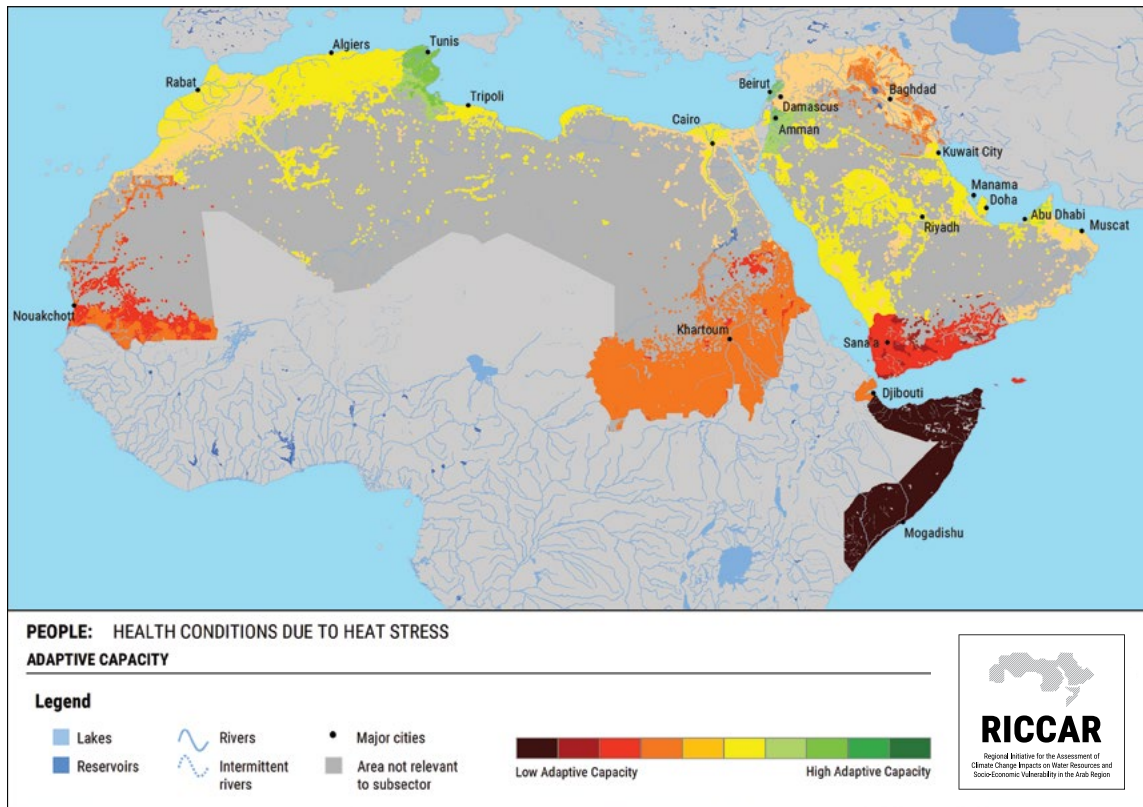 Algiers
Tunis
Rabat
Tripoli
Beirut
Baghdad
Damascus
Amman
Cairo
Kuwait City
Manama
Doha
Abu Dhabi
Muscat
Riyadh
Nouakchott
Khartoum
Sana'a
Djibouti
Mogadishu
PEOPLE: HEALTH CONDITIONS DUE TO HEAT STRESS
ADAPTIVE CAPACITY
Legend
Lakes
Reservoirs
Rivers
Intermittent
rivers
Major cities
Area not relevant
to subsector
Low Adaptive Capacity
High Adaptive Capacity
RICCAR
Regional Initiative for the Assessment of
Climate Change Impacts on Water Resources and
Socio-Economic Vulnerability in the Arab Region